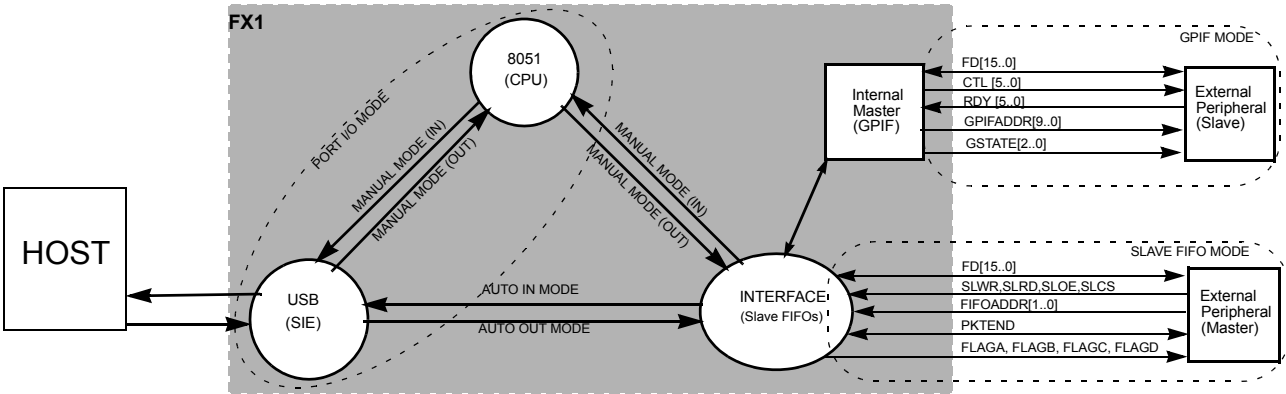 FX1
GPIF MODE
8051
(CPU)
PORT I/O MODE
MANUAL MODE (IN)
MANUAL MODE (OUT)
MANUAL MODE (IN)
MANUAL MODE (OUT)
Internal
Master
(GPIF)
FD[15..0]
CTL [5..0]
RDY [5..0]
GPIFADDR[9..0]
GSTATE[2..0]
External
Peripheral
(Slave)
HOST
USB
(SIE)
AUTO IN MODE
AUTO OUT MODE
INTERFACE
(Slave FIFOs)
SLAVE FIFO MODE
FD[15..0]
SLWR,SLRD,SLOE,SLCS
FIFOADDR[1..0]
PKTEND
FLAGA, FLAGB, FLAGC, FLAGD
External
Peripheral
(Master)